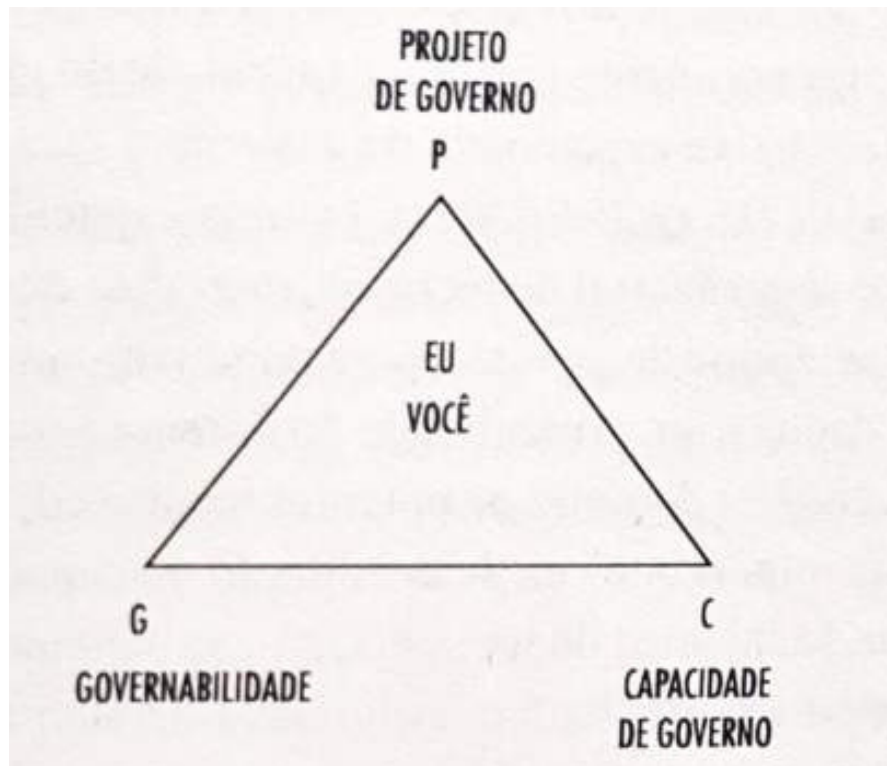 PROJETO
DE GOVERNO
P
EU
VOCÊ
G
C
GOVERNABILIDADE
CAPACIDADE
DE GOVERNO